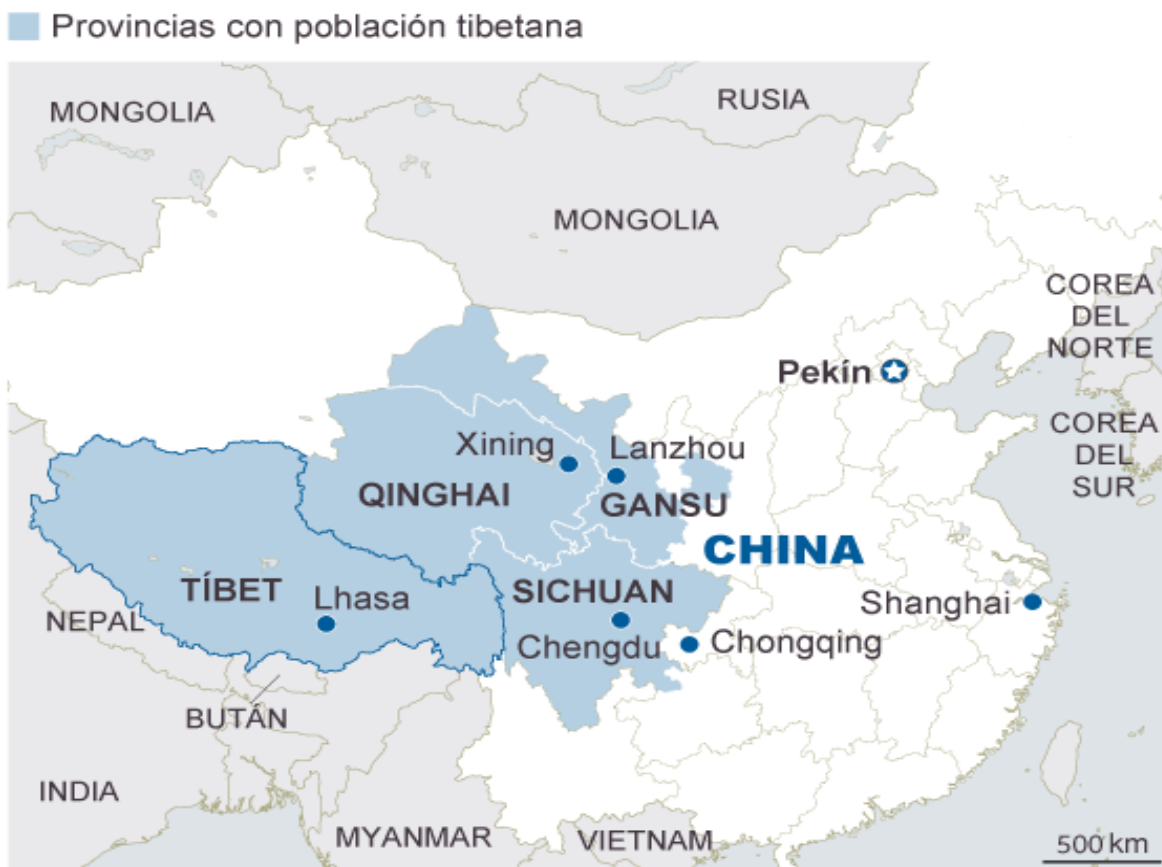 Provincias con población tibetana
MONGOLIA
RUSIA
MONGOLIA
COREA
DEL
NORTE
Pekín
COREA
DEL
SUR
Xining
Lanzhou
QINGHAI
GANSU
CHINA
TÍBET
Lhasa
SICHUAN
Shanghai
NEPAL
Chengdu
Chongqing
BUTÁN
INDIA
MYANMAR
VIETNAM
500 km